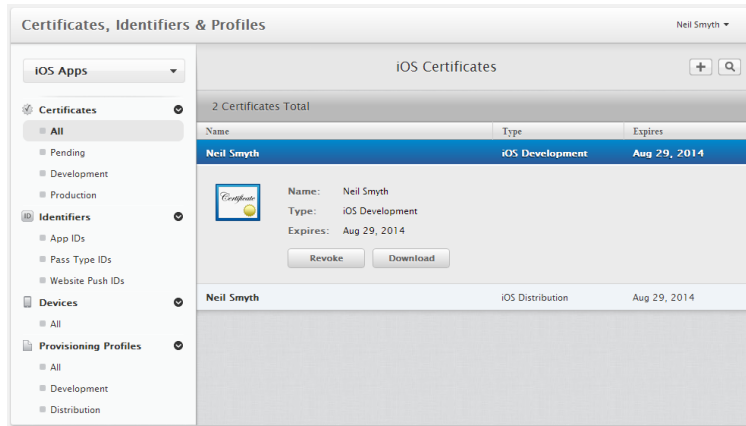 Certificates, Identifiers & Profiles
Neil Smyth
iOS Apps
Certificates
All
Pending
Development
Production
ID Identifiers
App IDs
Pass Type IDs
Website Push IDs
Devices
All
Provisioning Profiles
All
Development
Distribution
iOS Certificates
2 Certificates Total
Name Type Expires
Neil Smyth iOS Development Aug 29, 2014
Certificate
Name: Neil Smyth
Type: iOS Development
Expires: Aug 29, 2014
Revoke Download
Neil Smyth iOS Distribution Aug 29, 2014